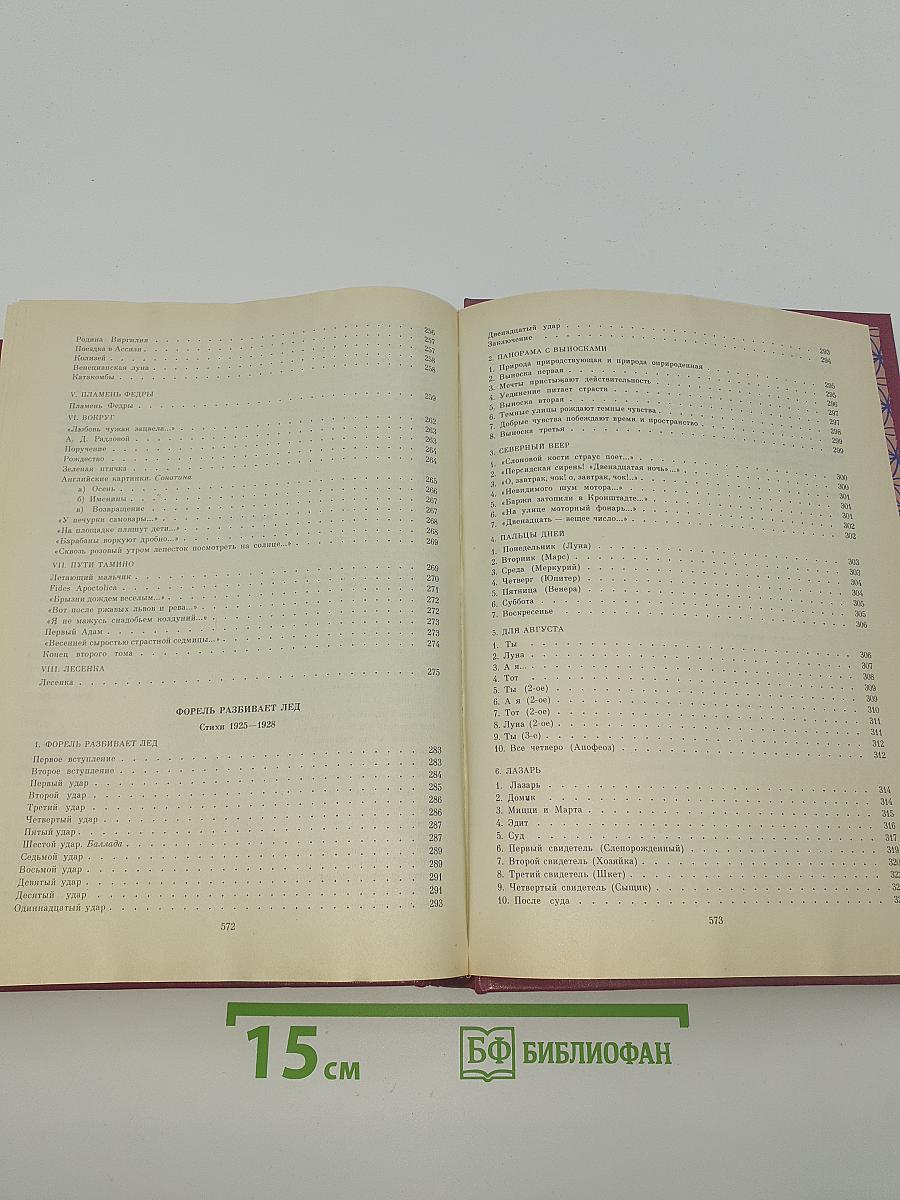 Родина Виргилия . . . 256
Поездка в Ассизи . . . 257
Колизей . . . 257
Венецианская луна . . . 258
Катакомбы . . . 258
V. ПЛАМЕНЬ ФЕДРЫ
Пламень Федры . . . 259
VI. ВОКРУГ
«Любовь чужая зацвела...» . . . 262
А. Д. Радловой . . . 263
Поручение . . . 263
Рождество . . . 264
Зеленая птичка . . . 264
Английские картинки. Сонатина
а) Осень . . . 265
б) Именины . . . 266
в) Возвращение . . . 267
«У печурки самовары...» . . . 267
«На площадке пляшут дети...» . . . 268
«Барабаны воркуют дробно...» . . . 268
«Сквозь розовый утром лепесток посмотреть на солнце...» . . . 269
VII. ПУТИ ТАМИНО
Летающий мальчик . . . 269
Fides Apoctolica . . . 270
«Брызни дождем веселым...» . . . 271
«Вот после ржавых львов и рева...» . . . 272
«Я не мажусь снадобьем колдуний...» . . . 272
Первый Адам . . . 273
«Весенней сыростью страстной седмицы...» . . . 273
Конец второго тома . . . 274
VIII. ЛЕСЕНКА
Лесенка . . . 275
ФОРЕЛЬ РАЗБИВАЕТ ЛЕД
Стихи 1925—1928
1. ФОРЕЛЬ РАЗБИВАЕТ ЛЕД
Первое вступление . . . 283
Второе вступление . . . 283
Первый удар . . . 284
Второй удар . . . 285
Третий удар . . . 286
Четвертый удар . . . 286
Пятый удар . . . 287
Шестой удар. Баллада . . . 287
Седьмой удар . . . 289
Восьмой удар . . . 289
Девятый удар . . . 291
Десятый удар . . . 291
Одиннадцатый удар . . . 293
572
Двенадцатый удар . . . 293
Заключение . . . 294
2. ПАНОРАМА С ВЫНОСКАМИ
1. Природа природствующая и природа оприроденная . . . 295
2. Выноска первая . . . 295
3. Мечты пристыжают действительность . . . 296
4. Уединение питает страсти . . . 297
5. Выноска вторая . . . 297
6. Темные улицы рождают темные чувства . . . 298
7. Добрые чувства побеждают время и пространство . . . 299
8. Выноска третья . . . 299
3. СЕВЕРНЫЙ ВЕЕР
1. «Слоновой кости страус поет...» . . . 300
2. «Персидская сирень! «Двенадцатая ночь»...» . . . 300
3. «О, завтрак, чок! о, завтрак, чок!..» . . . 301
4. «Невидимого шум мотора...» . . . 301
5. «Баржи затопили в Кронштадте...» . . . 301
6. «На улице моторный фонарь...» . . . 302
7. «Двенадцать — вещее число...» . . . 302
4. ПАЛЬЦЫ ДНЕЙ
1. Понедельник (Луна) . . . 303
2. Вторник (Марс) . . . 303
3. Среда (Меркурий) . . . 304
4. Четверг (Юпитер) . . . 304
5. Пятница (Венера) . . . 305
6. Суббота . . . 305
7. Воскресенье . . . 306
5. ДЛЯ АВГУСТА
1. Ты . . . 306
2. Луна . . . 307
3. А я... . . . 308
4. Тот . . . 309
5. Ты (2-ое) . . . 309
6. А я (2-ое) . . . 310
7. Тот (2-ое) . . . 311
8. Луна (2-ое) . . . 311
9. Ты (3-е) . . . 312
10. Все четверо (Апофеоз) . . . 312
6. ЛАЗАРЬ
1. Лазарь . . . 314
2. Домик . . . 314
3. Мицци и Марта . . . 315
4. Эдит . . . 316
5. Суд . . . 317
6. Первый свидетель (Слепорожденный) . . . 319
7. Второй свидетель (Хозяйка) . . . 320
8. Третий свидетель (Шкет) . . .
9. Четвертый свидетель (Сыщик) . . .
10. После суда . . .
573
15 см
БФ БИБЛИОФАН